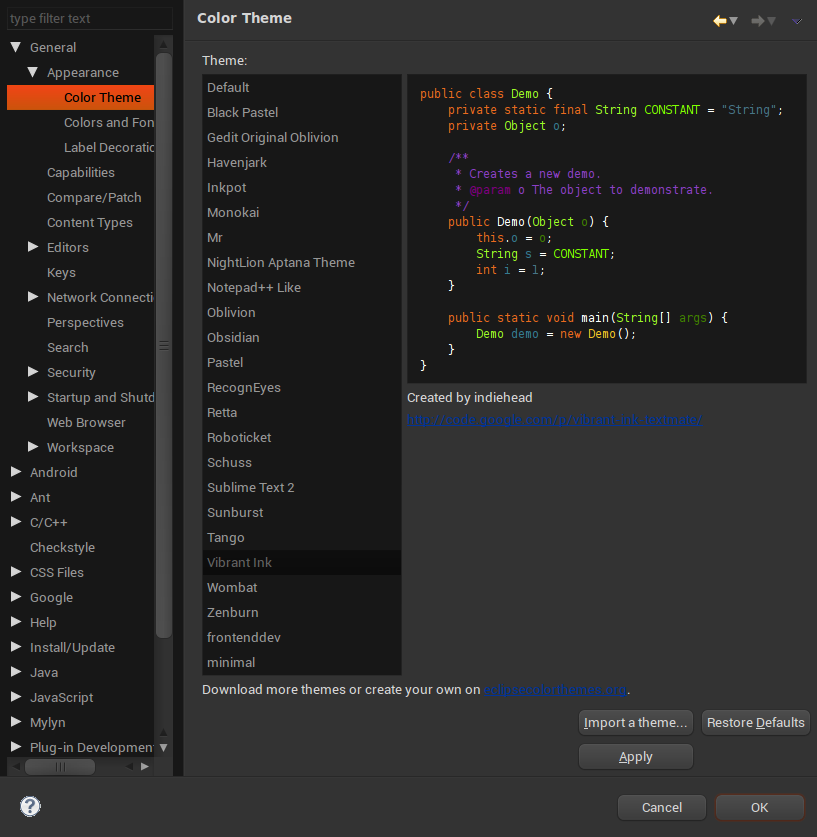 type filter text
General
Appearance
Color Theme
Colors and Fon
Label Decoratic
Capabilities
Compare/Patch
Content Types
Editors
Keys
Network Connecti
Perspectives
Search
Security
Startup and Shutd
Web Browser
Workspace
Android
Ant
C/C++
Checkstyle
CSS Files
Google
Help
Install/Update
Java
JavaScript
Mylyn
Plug-in Development
Color Theme
Theme:
Default
Black Pastel
Gedit Original Oblivion
Havenjark
Inkpot
Monokai
Mr
NightLion Aptana Theme
Notepad++ Like
Oblivion
Obsidian
Pastel
RecognEyes
Retta
Roboticket
Schuss
Sublime Text 2
Sunburst
Tango
Vibrant Ink
Wombat
Zenburn
frontenddev
minimal
public class Demo {
private static final String CONSTANT = "String";
private Object o;
/**
* Creates a new demo.
* @param o The object to demonstrate.
*/
public Demo(Object o) {
this.o = o;
String s = CONSTANT;
int i = 1;
}
public static void main(String[] args) {
Demo demo = new Demo();
}
}
Created by indiehead
http://code.google.com/p/vibrant-ink-textmate/
Download more themes or create your own on eclipsecolorthemes.org.
Import a theme... Restore Defaults
Apply
? Cancel OK